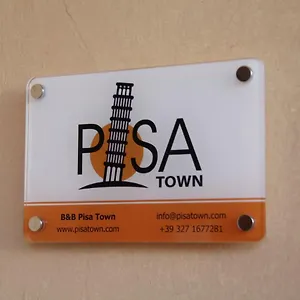 PISA
TOWN
B&B Pisa Town
www.pisatown.com
info@pisatown.com
+39 327 1677281